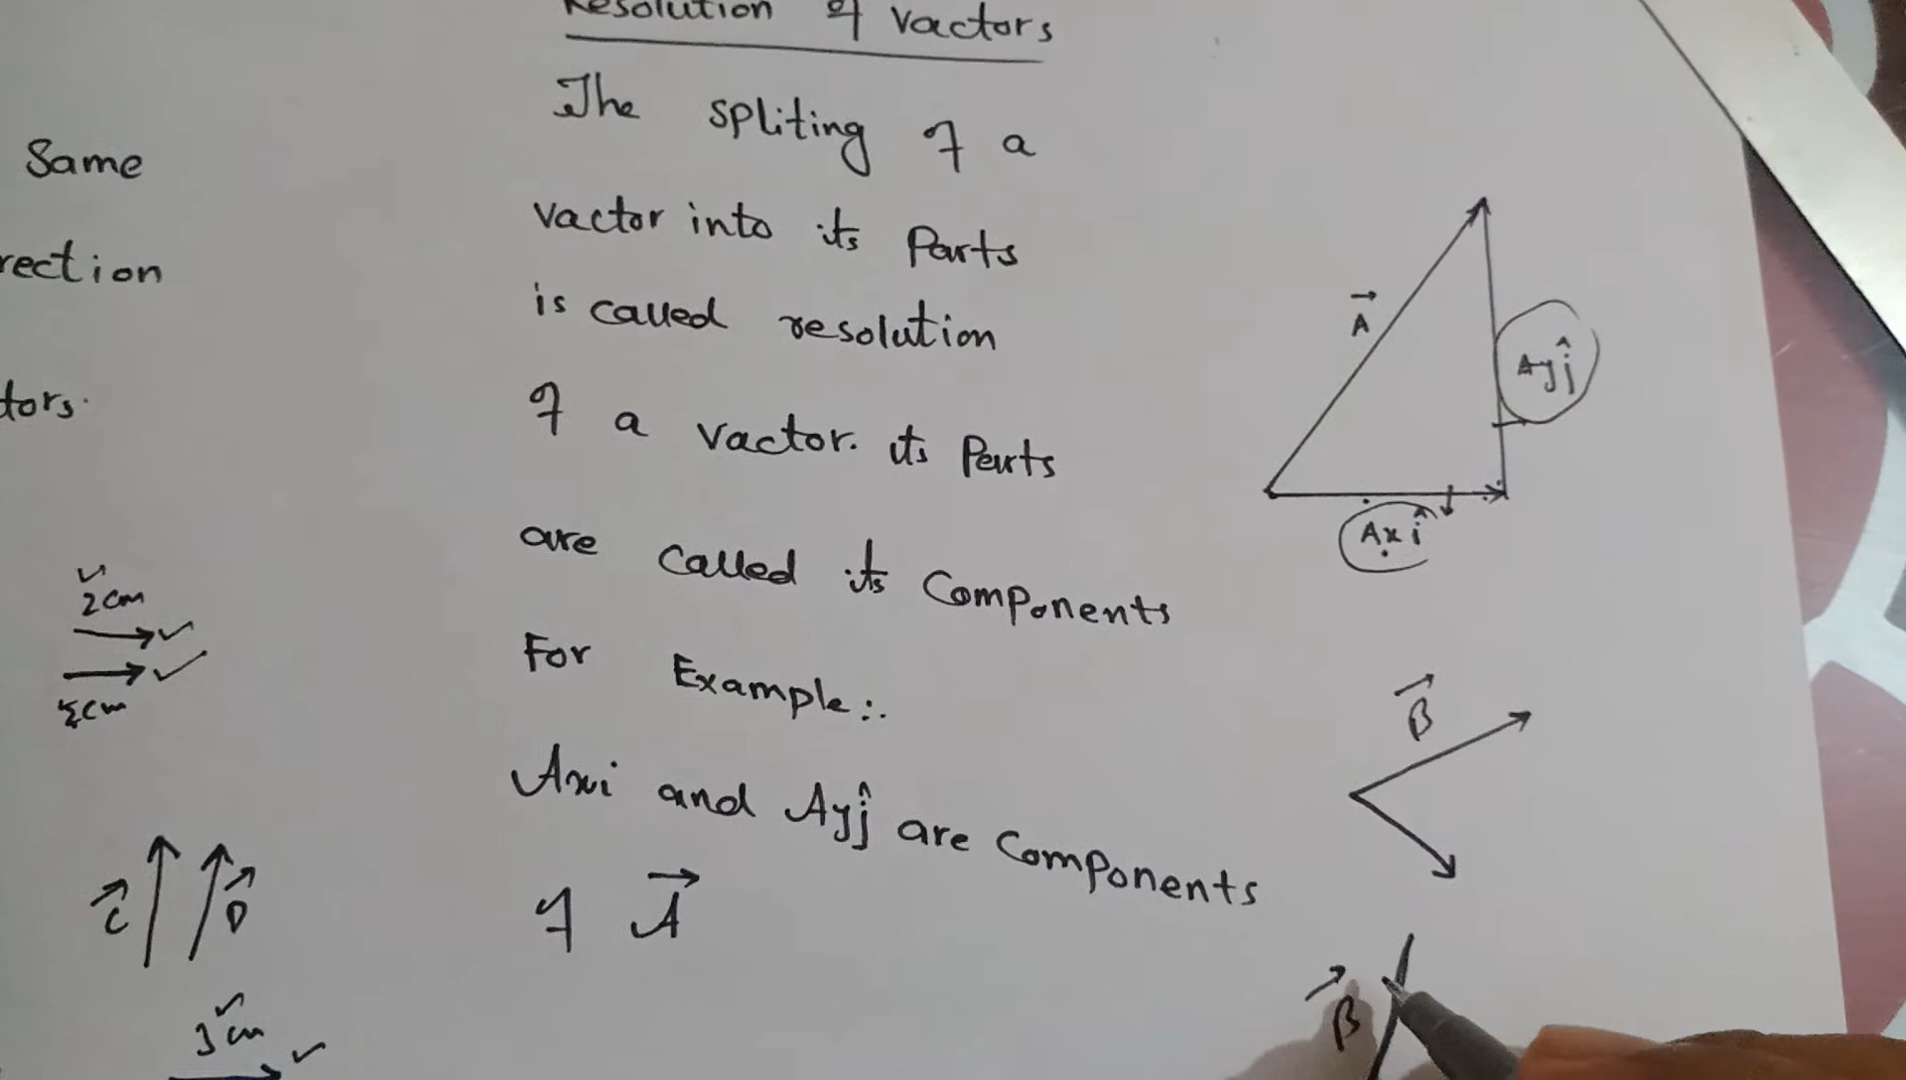 Resolution of Vactors
The spliting of a
Same
vactor into its Parts
rection
is called resolution
A
Ayĵ
tors.
of a vactor. its Parts
Axî
are called its Components
2cm
For Example:.
B
Axi and Ayĵ are Components
C
D
of A
B
3cm